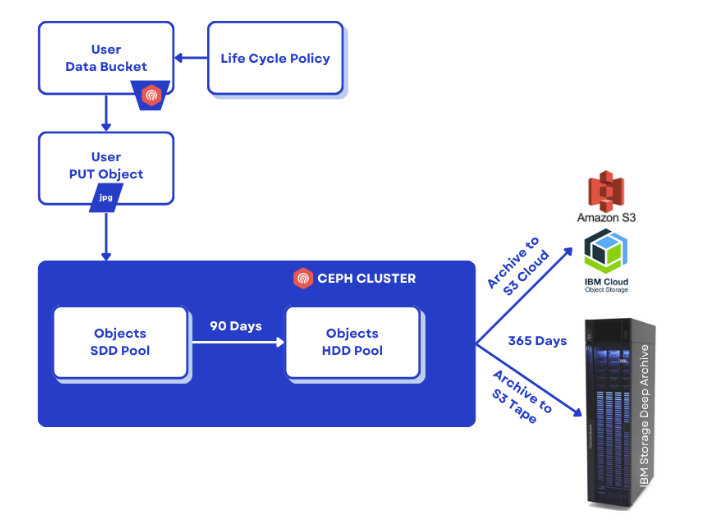 User
Data Bucket
Life Cycle Policy
User
PUT Object
jpg
CEPH CLUSTER
Objects
SDD Pool
90 Days
Objects
HDD Pool
Archive to
S3 Cloud
365 Days
Archive to
S3 Tape
Amazon S3
IBM Cloud
Object Storage
IBM Storage Deep Archive